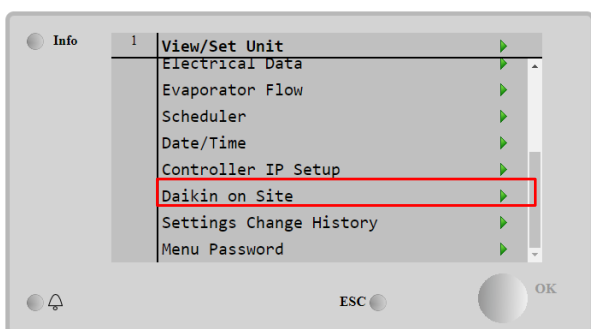 Info
1 View/Set Unit
Electrical Data
Evaporator Flow
Scheduler
Date/Time
Controller IP Setup
Daikin on Site
Settings Change History
Menu Password
ESC
OK